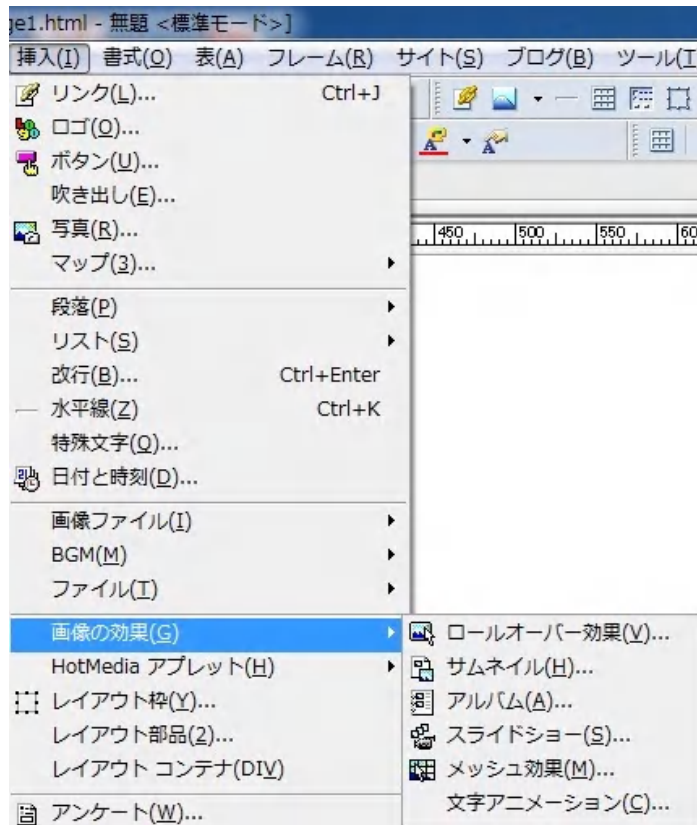 ge1.html - 無題 <標準モード>]
挿入(I) 書式(O) 表(A) フレーム(R) サイト(S) ブログ(B) ツール(T
リンク(L)... Ctrl+J
ロゴ(O)...
ボタン(U)...
吹き出し(E)...
写真(R)...
マップ(3)...
450 500 550 60
段落(P)
リスト(S)
改行(B)... Ctrl+Enter
水平線(Z) Ctrl+K
特殊文字(Q)...
日付と時刻(D)...
画像ファイル(I)
BGM(M)
ファイル(T)
画像の効果(G)
HotMedia アプレット(H)
レイアウト枠(Y)...
レイアウト部品(2)...
レイアウト コンテナ(DIV)
アンケート(W)...
ロールオーバー効果(V)...
サムネイル(H)...
アルバム(A)...
スライドショー(S)...
メッシュ効果(M)...
文字アニメーション(C)...